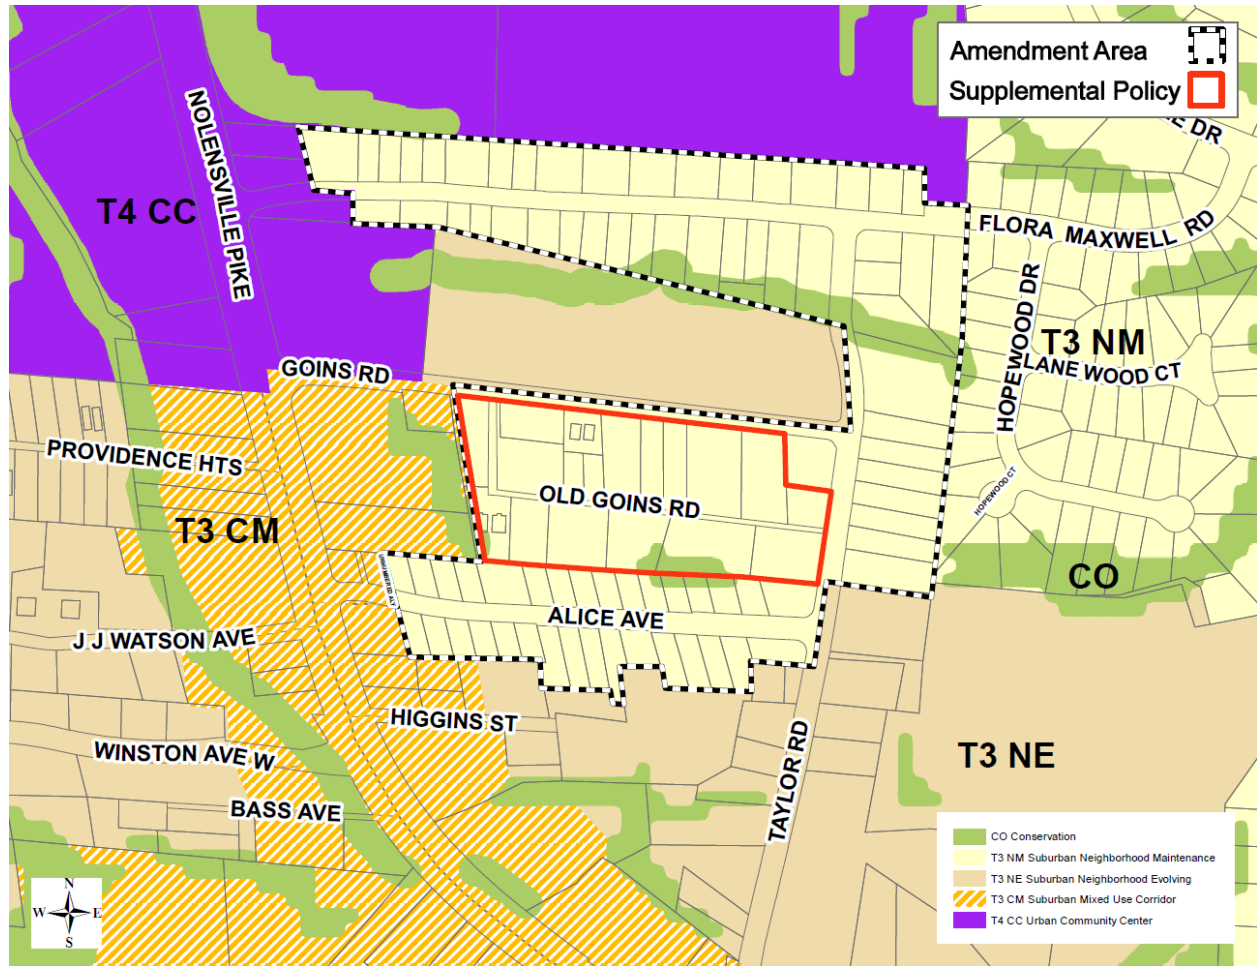 Amendment Area
Supplemental Policy
E DR
NOLENSVILLE PIKE
T4 CC
FLORA MAXWELL RD
HOPEWOOD DR
T3 NM
LANE WOOD CT
GOINS RD
PROVIDENCE HTS
HOPEWOOD CT
OLD GOINS RD
T3 CM
CO
UNNUMBERED ALY
ALICE AVE
J J WATSON AVE
HIGGINS ST
WINSTON AVE W
TAYLOR RD
T3 NE
BASS AVE
CO Conservation
T3 NM Suburban Neighborhood Maintenance
T3 NE Suburban Neighborhood Evolving
T3 CM Suburban Mixed Use Corridor
T4 CC Urban Community Center
N
W E
S